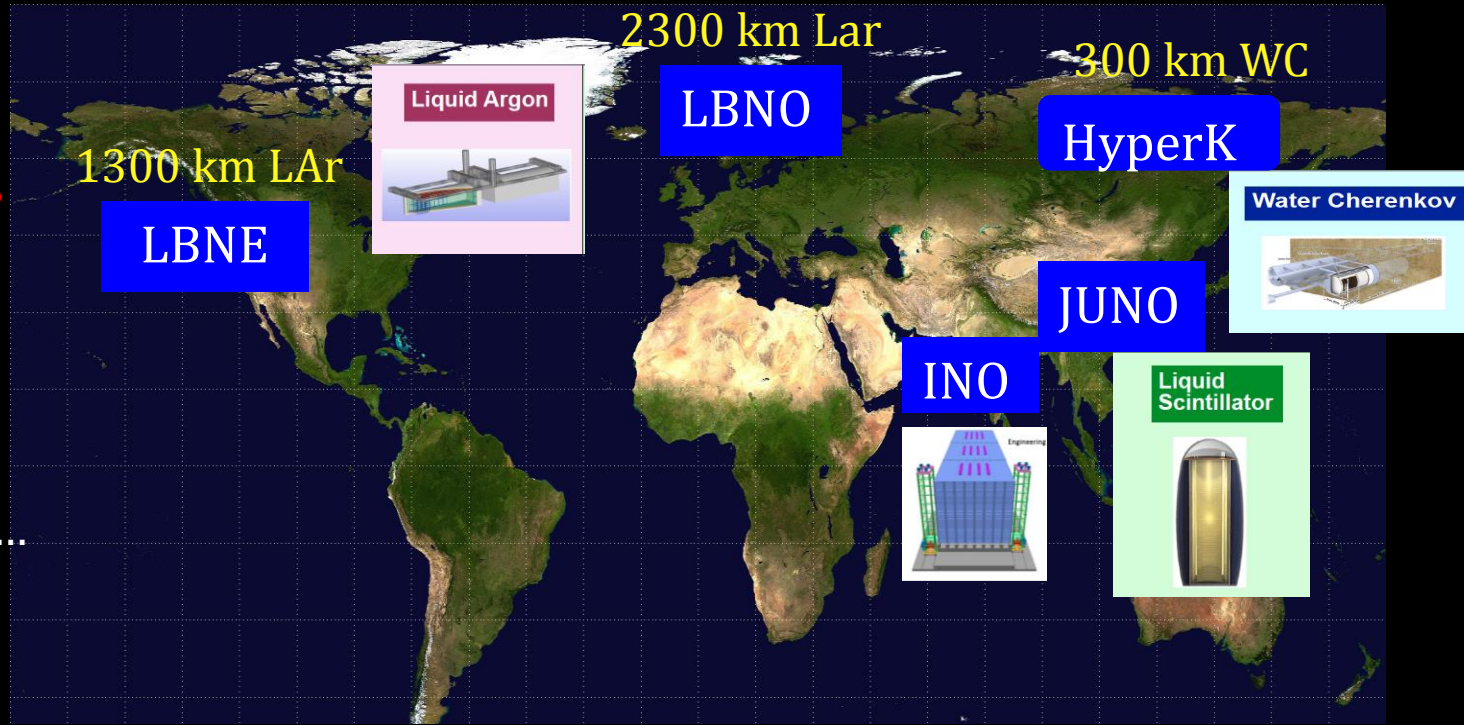 2300 km Lar
LBNO
300 km WC
HyperK
Liquid Argon
1300 km LAr
LBNE
Water Cherenkov
JUNO
INO
Engineering
Liquid
Scintillator
...